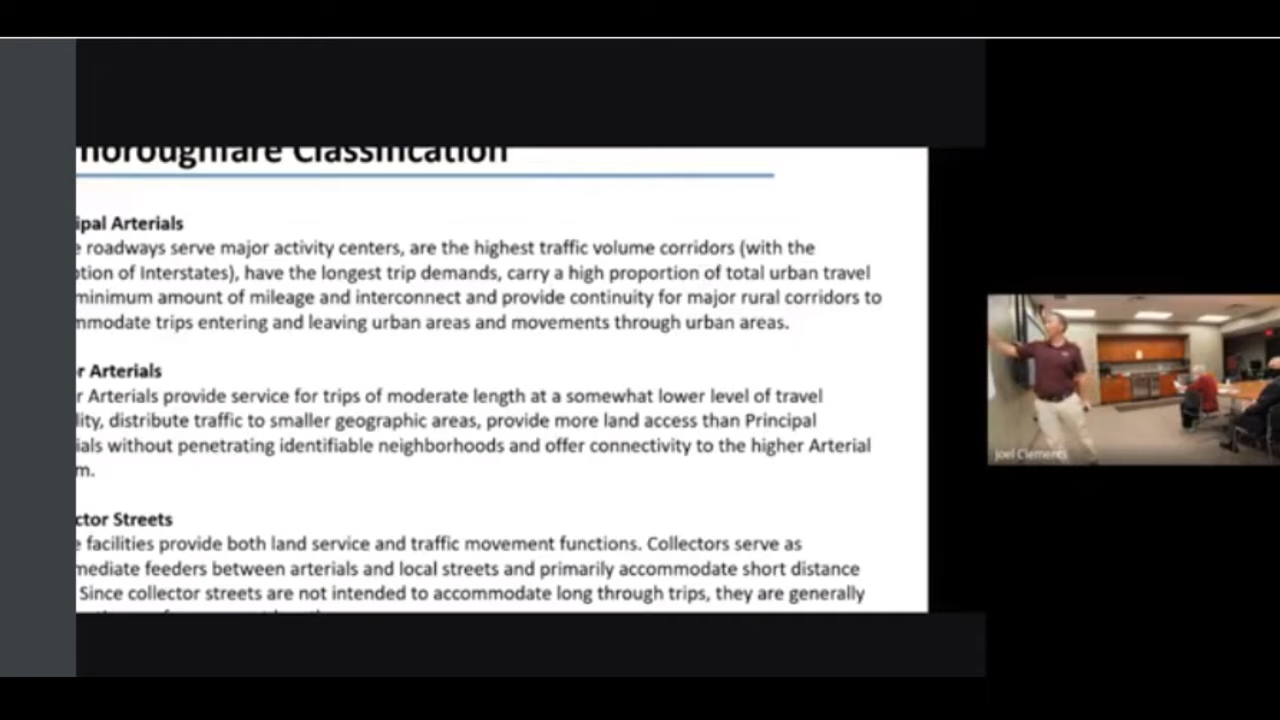 horoughfare Classification
ipal Arterials
e roadways serve major activity centers, are the highest traffic volume corridors (with the
ption of Interstates), have the longest trip demands, carry a high proportion of total urban travel
minimum amount of mileage and interconnect and provide continuity for major rural corridors to
mmodate trips entering and leaving urban areas and movements through urban areas.
r Arterials
r Arterials provide service for trips of moderate length at a somewhat lower level of travel
lity, distribute traffic to smaller geographic areas, provide more land access than Principal
ials without penetrating identifiable neighborhoods and offer connectivity to the higher Arterial
m.
ctor Streets
e facilities provide both land service and traffic movement functions. Collectors serve as
mediate feeders between arterials and local streets and primarily accommodate short distance
Since collector streets are not intended to accommodate long through trips, they are generally
Joel Clements